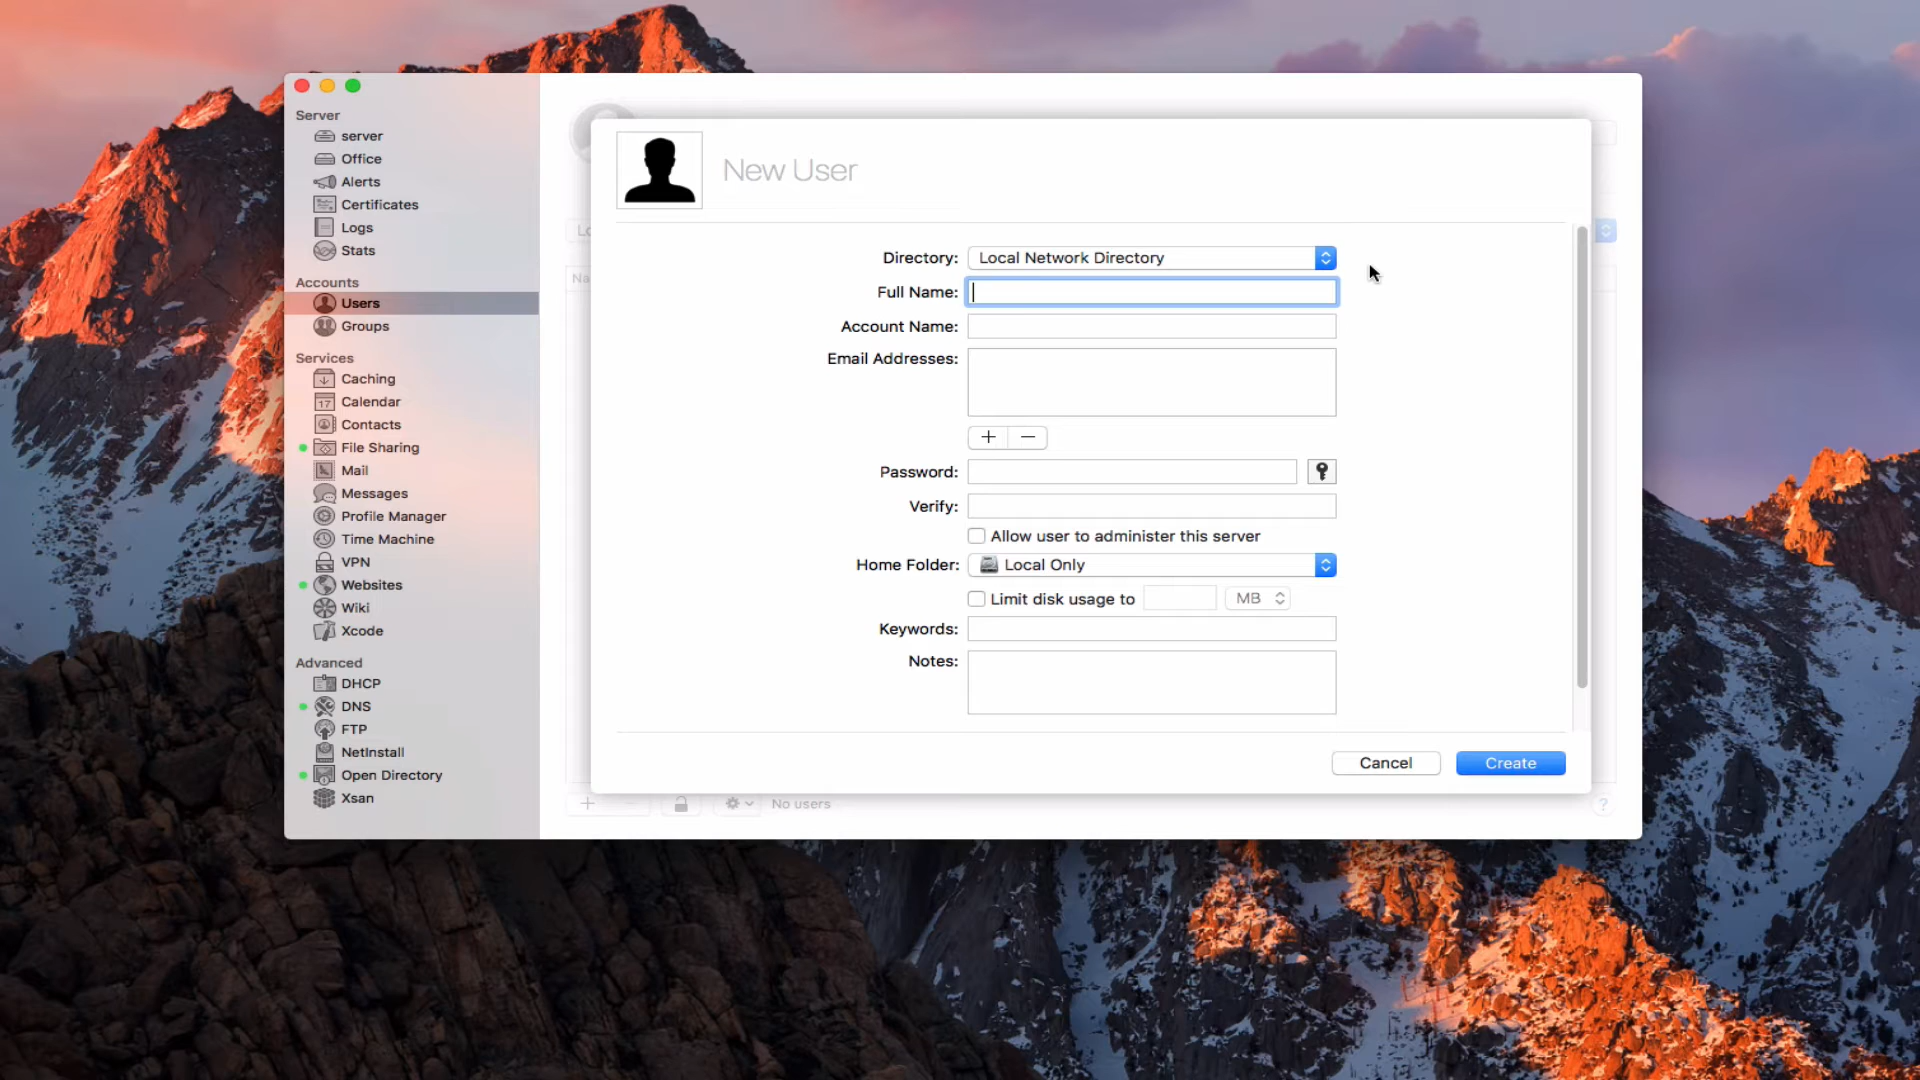 Server
server
Office
Alerts
Certificates
Logs
Stats
Accounts
Users
Groups
Services
Caching
17 Calendar
Contacts
File Sharing
Mail
Messages
Profile Manager
Time Machine
VPN
Websites
Wiki
Xcode
Advanced
DHCP
DNS
FTP
NetInstall
Open Directory
Xsan
New User
Lo
Na
Directory: Local Network Directory
Full Name:
Account Name:
Email Addresses:
+ −
Password:
Verify:
Allow user to administer this server
Home Folder: Local Only
Limit disk usage to MB
Keywords:
Notes:
Cancel Create
+ − No users ?